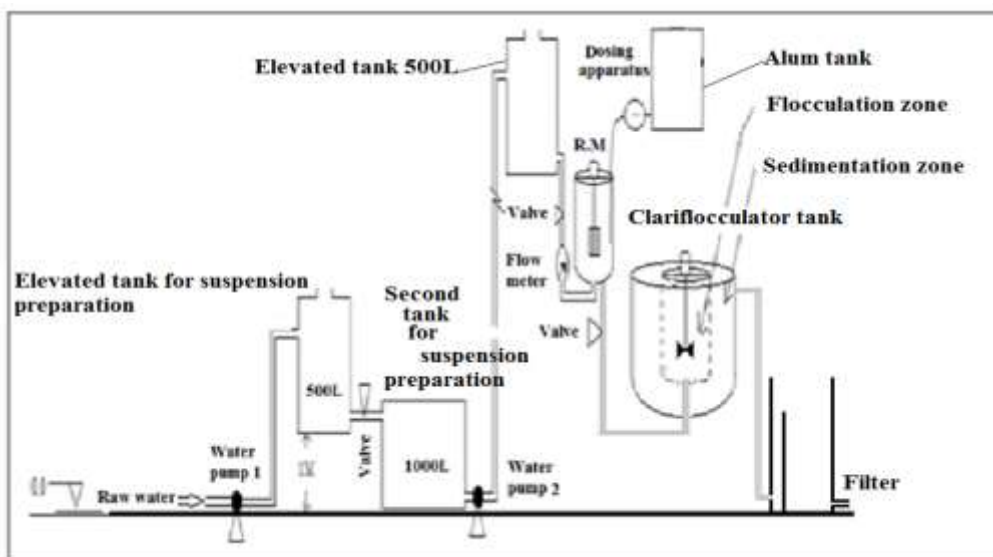 Elevated tank 500L
Dosing
apparatus
Alum tank
Flocculation zone
R.M
Sedimentation zone
Valve
Clariflocculator tank
Flow
meter
Elevated tank for suspension
preparation
Second
tank
for
suspension
preparation
Valve
500L
Valve
Water
pump 1
1000L
Water
pump 2
Raw water
Filter